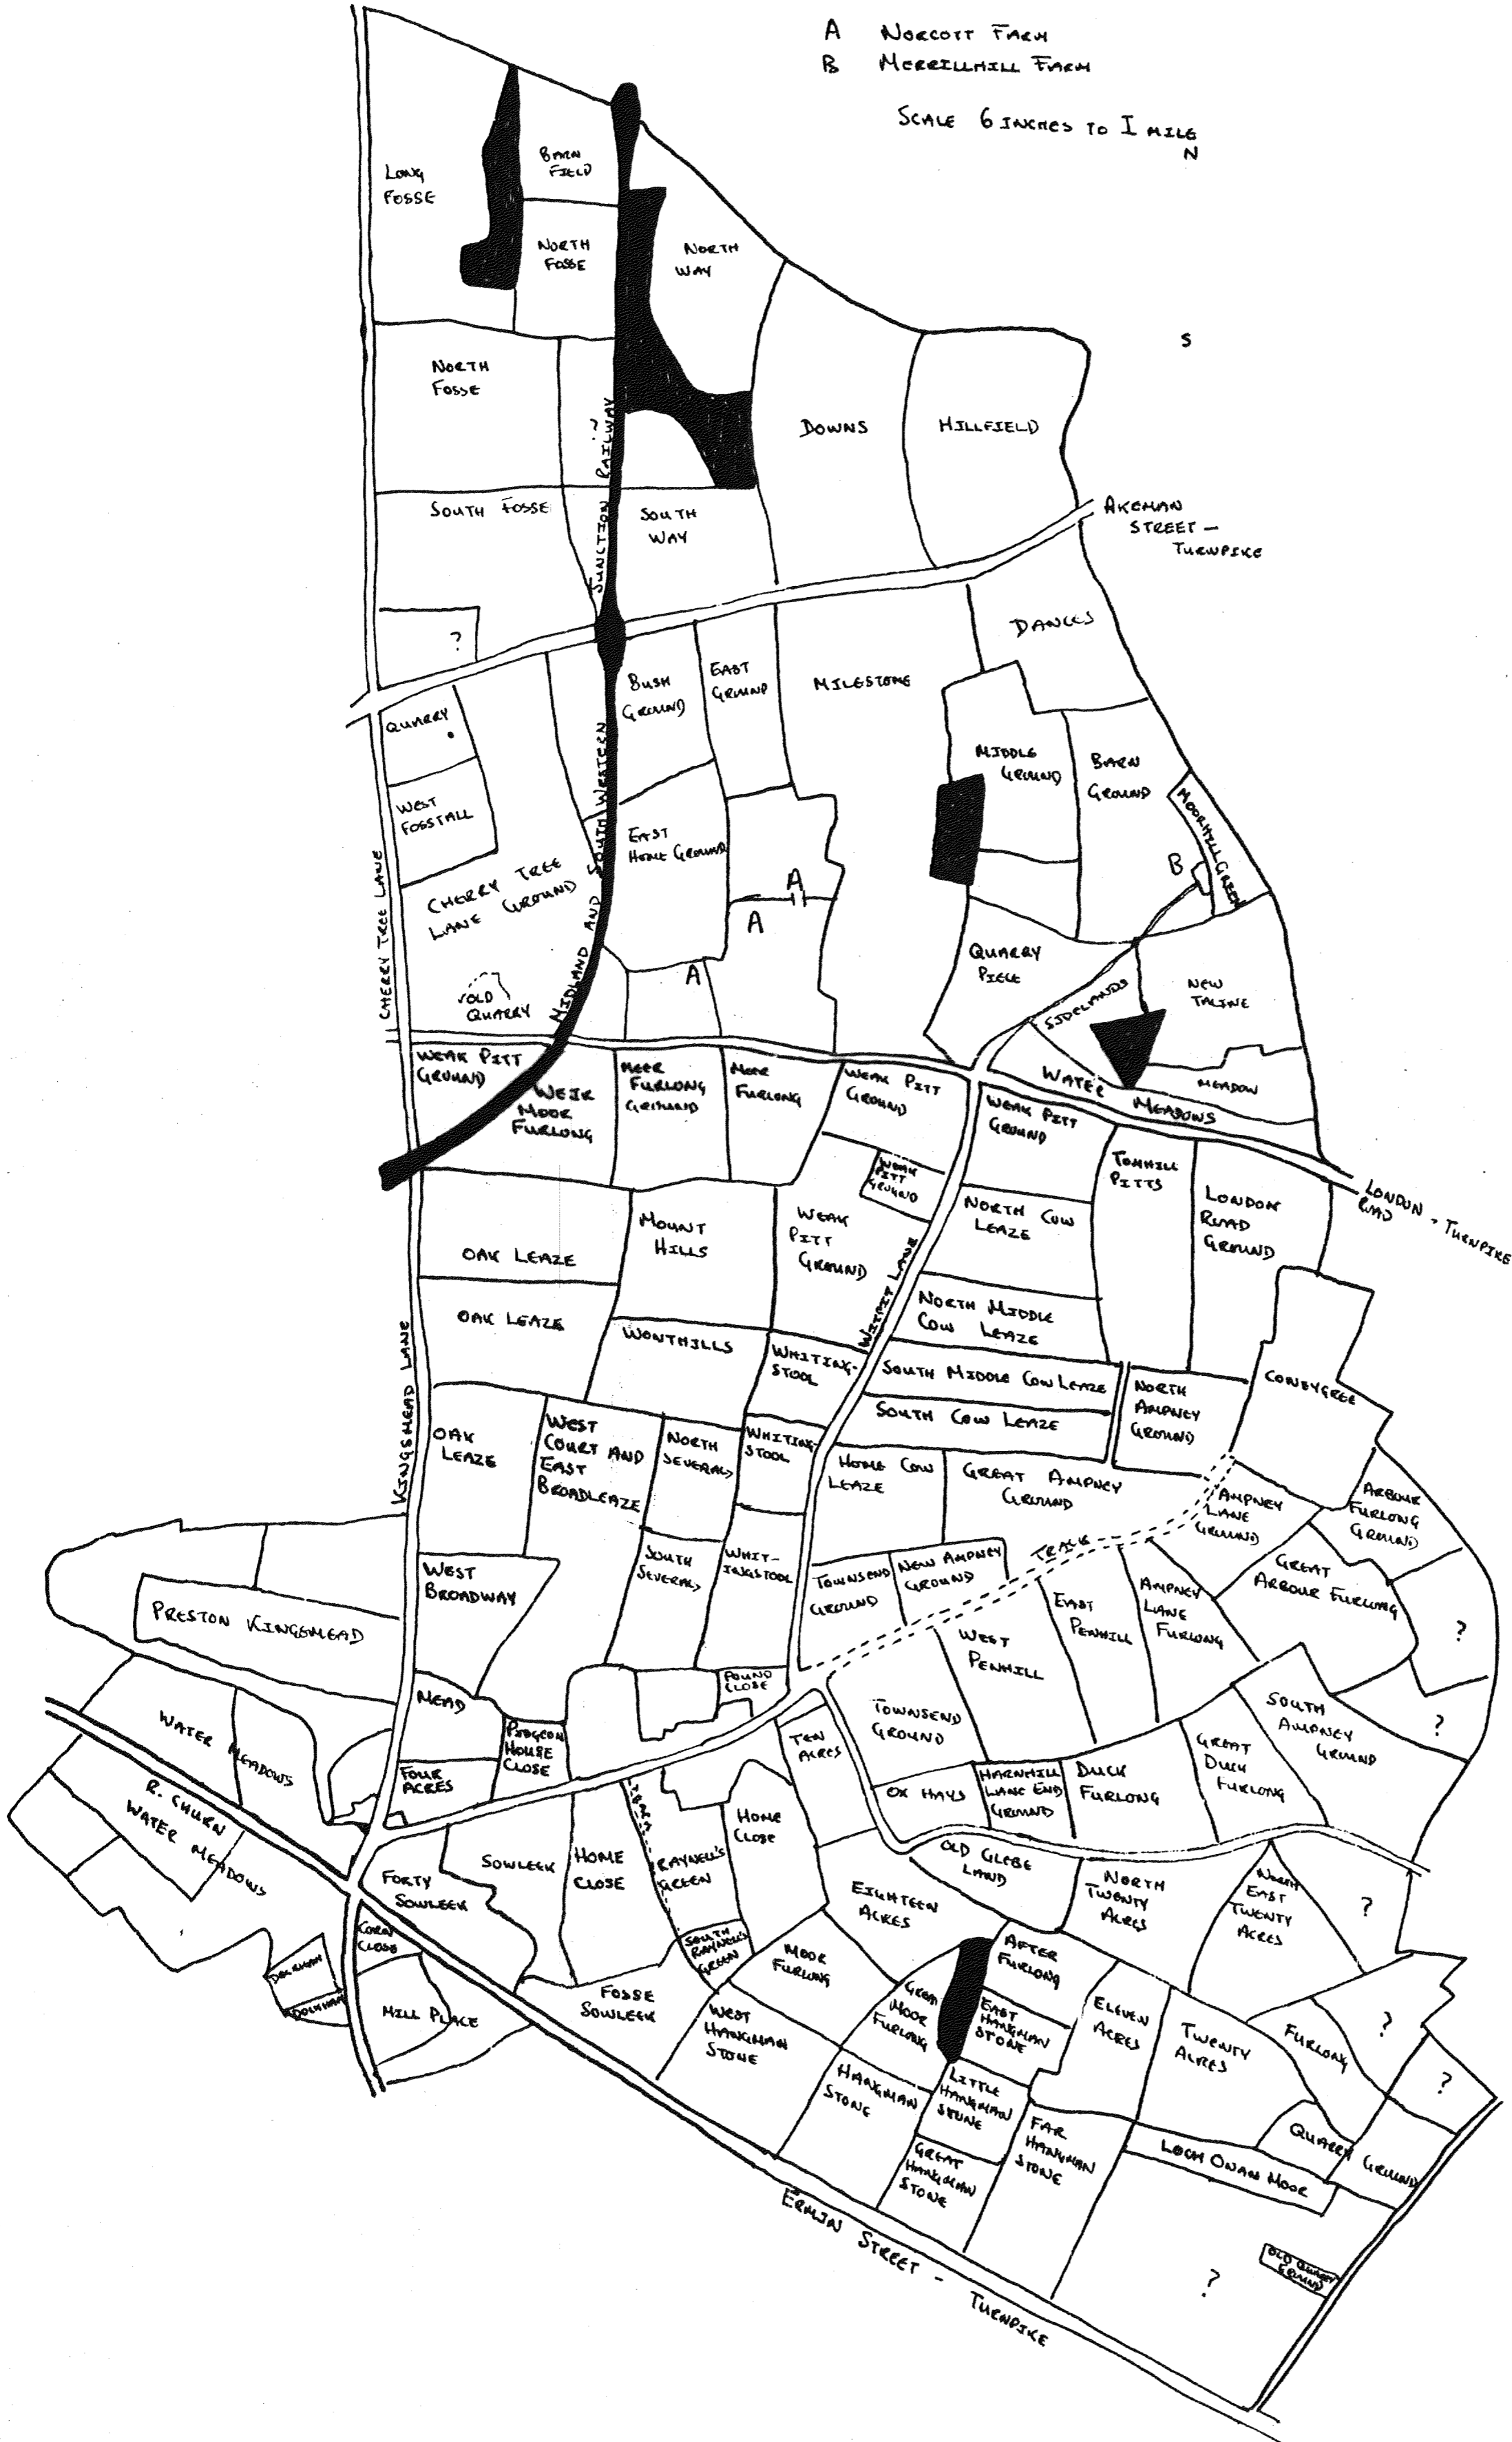 A NORCOTT FARM
B MERRILLHILL FARM
SCALE 6 INCHES TO 1 MILE
N
S
LONG
FOSSE
BARN
FIELD
NORTH
FOSSE
NORTH
WAY
NORTH
FOSSE
DOWNS
HILLFIELD
SOUTH FOSSE
SOUTH
WAY
AKEMAN
STREET —
TURNPIKE
MIDLAND AND SOUTH WESTERN JUNCTION RAILWAY
?
DANCES
QUARRY
BUSH
GROUND
EAST
GROUND
MILESTONE
MIDDLE
GROUND
BARN
GROUND
MOORHILL GREEN
WEST
FOSSTALL
EAST
HOME GROUND
CHERRY TREE
LANE GROUND
CHERRY TREE LANE
A
A
A
B
OLD
QUARRY
QUARRY
PIECE
SIDELANDS
NEW
TALINE
MEADOW
WATER MEADOWS
WEAK PITT
GROUND
WEIR
MOOR
FURLONG
MEER
FURLONG
GROUND
MOOR
FURLONG
WEAK PITT
GROUND
WEAK PITT
GROUND
WEAK
PITT
GROUND
TOMHILL
PITTS
LONDON
ROAD
GROUND
LONDON - TURNPIKE
ROAD
OAK LEAZE
MOUNT
HILLS
WEAK
PITT
GROUND
NORTH COW
LEAZE
WITPIT LANE
OAK LEAZE
WONTHILLS
WHITING-
STOOL
NORTH MIDDLE
COW LEAZE
SOUTH MIDDLE COW LEAZE
SOUTH COW LEAZE
NORTH
AMPNEY
GROUND
CONEYGREE
KINGSHEAD LANE
OAK
LEAZE
WEST
COURT AND
EAST
BROADLEAZE
NORTH
SEVERALS
WHITING-
STOOL
HOME COW
LEAZE
GREAT AMPNEY
GROUND
AMPNEY
LANE
GROUND
ARBOUR
FURLONG
GROUND
WEST
BROADWAY
SOUTH
SEVERALS
WHIT-
INGSTOOL
TOWNSEND
GROUND
NEW AMPNEY
GROUND
TRACK
EAST
PENHILL
AMPNEY
LANE
FURLONG
GREAT
ARBOUR FURLONG
?
PRESTON KINGSMEAD
WEST
PENHILL
MEAD
POUND
CLOSE
TOWNSEND
GROUND
SOUTH
AMPNEY
GROUND
?
WATER MEADOWS
R. CHURN
WATER MEADOWS
FOUR
ACRES
PIDGEON
HOUSE
CLOSE
TEN
ACRES
OX HAYS
HARNHILL
LANE END
GROUND
DUCK
FURLONG
GREAT
DUCK
FURLONG
TRACK
FORTY
SOWLEEK
SOWLEEK
HOME
CLOSE
RAYNELL'S
GREEN
HOME
CLOSE
OLD GLEBE
LAND
EIGHTEEN
ACRES
NORTH
TWENTY
ACRES
NORTH
EAST
TWENTY
ACRES
?
CORN
CLOSE
SOUTH
RAYNELL'S
GREEN
MOOR
FURLONG
AFTER
FURLONG
MILL PLACE
FOSSE
SOWLEEK
WEST
HANGMAN
STONE
GREAT
MOOR
FURLONG
EAST
HANGMAN
STONE
ELEVEN
ACRES
TWENTY
ACRES
FURLONG
?
?
HANGMAN
STONE
LITTLE
HANGMAN
STONE
GREAT
HANGMAN
STONE
FAR
HANGMAN
STONE
LOCH ONAN MOOR
QUARRY GROUND
OLD QUARRY
GROUND
?
ERMIN STREET - TURNPIKE